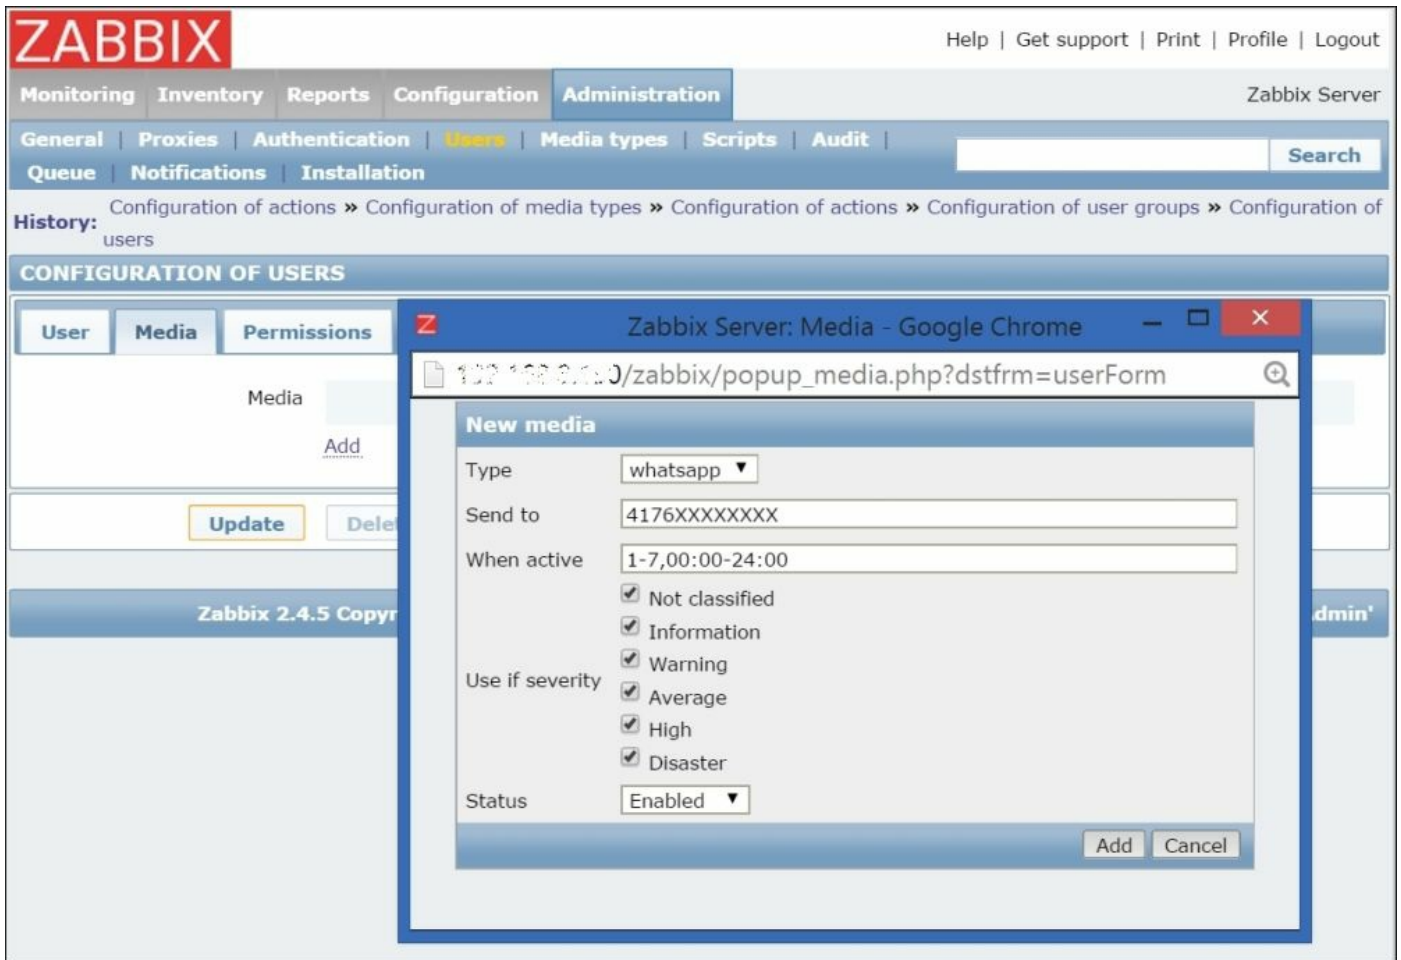 ZABBIX
Help | Get support | Print | Profile | Logout
Monitoring Inventory Reports Configuration Administration
Zabbix Server
General | Proxies | Authentication | Users | Media types | Scripts | Audit |
Queue | Notifications | Installation
Search
History: Configuration of actions » Configuration of media types » Configuration of actions » Configuration of user groups » Configuration of
users
CONFIGURATION OF USERS
User Media Permissions
Media
Add
Update
Zabbix 2.4.5
Z
Zabbix Server: Media - Google Chrome
/zabbix/popup_media.php?dstfrm=userForm
New media
Type whatsapp
Send to 4176XXXXXXXX
When active 1-7,00:00-24:00
Use if severity
Not classified
Information
Warning
Average
High
Disaster
Status Enabled
Add Cancel